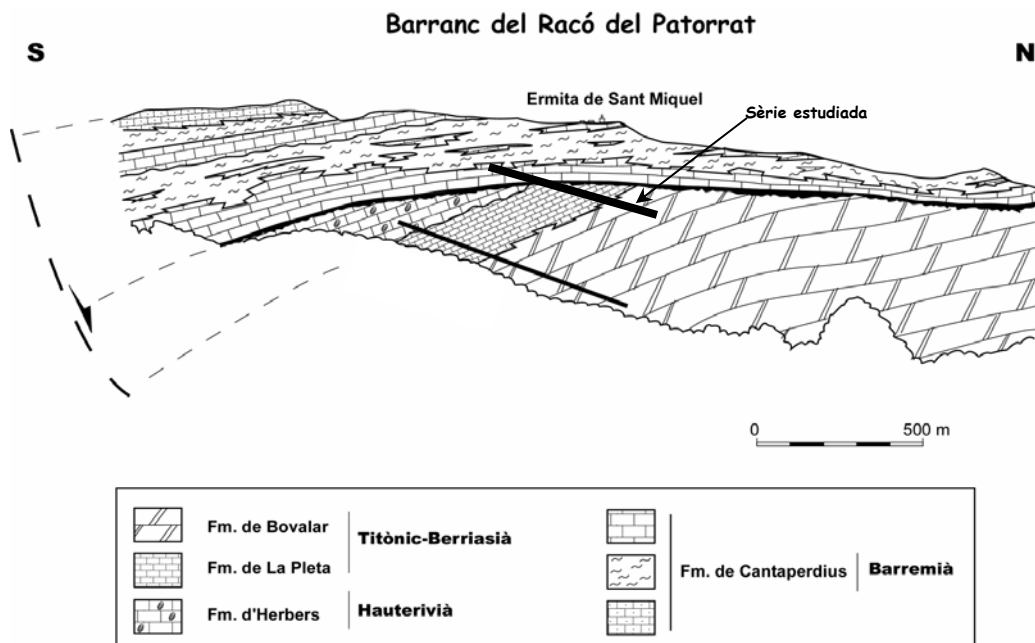 Barranc del Racó del Patorrat
S
N
Ermita de Sant Miquel
Sèrie estudiada
0 500 m
Fm. de Bovalar
Titònic-Berriasià
Fm. de La Pleta
Fm. d'Herbers
Hauterivià
Fm. de Cantaperdius
Barremià